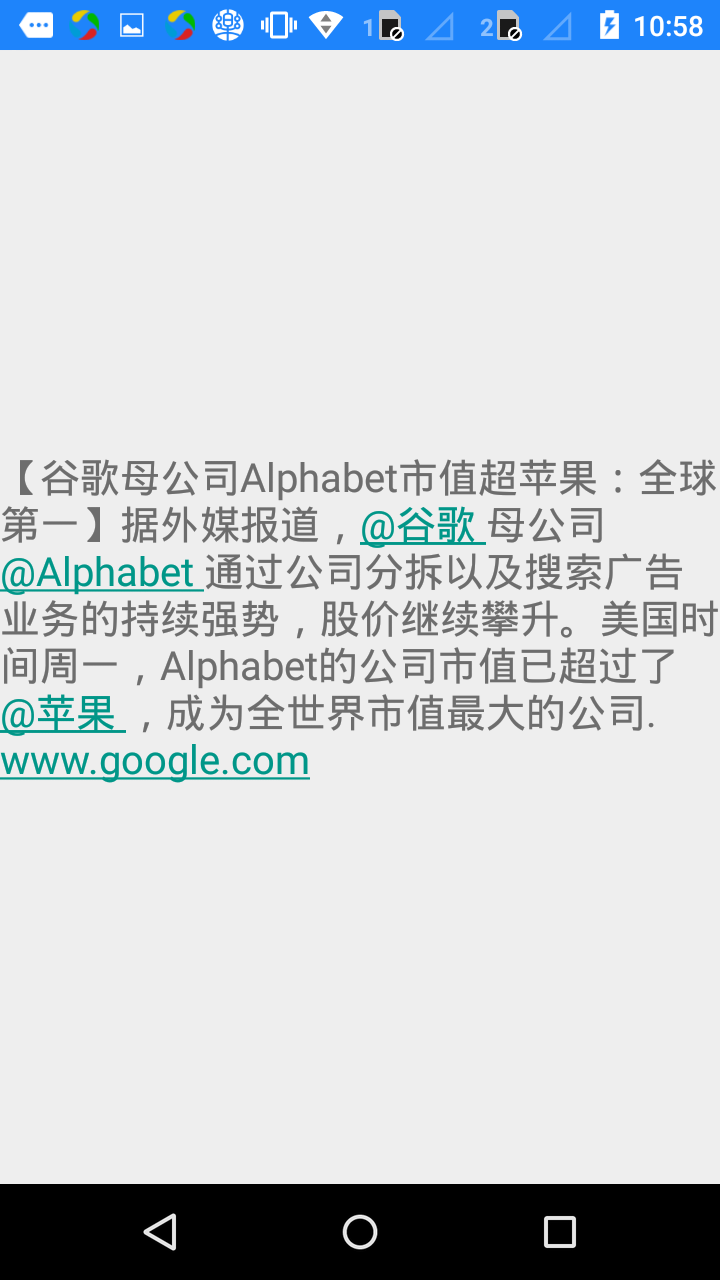 1 2 10:58
【谷歌母公司Alphabet市值超苹果：全球
第一】据外媒报道，@谷歌 母公司
@Alphabet 通过公司分拆以及搜索广告
业务的持续强势，股价继续攀升。美国时
间周一，Alphabet的公司市值已超过了
@苹果 ，成为全世界市值最大的公司.
www.google.com